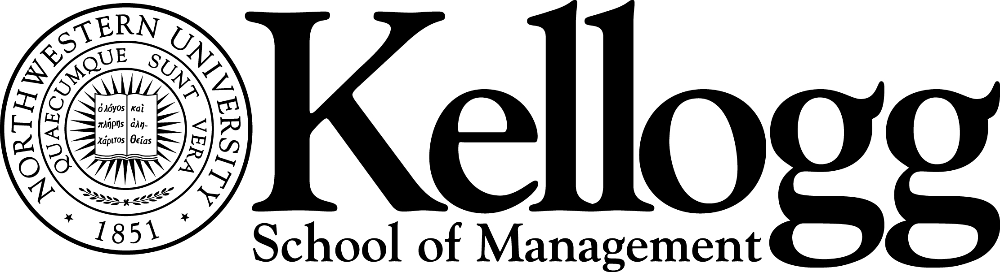 NORTHWESTERN UNIVERSITY
QUAECUMQUE SUNT VERA
ὁ λόγος
πλήρης
χάριτος
καὶ
ἀλη-
θείας
1851
Kellogg
School of Management